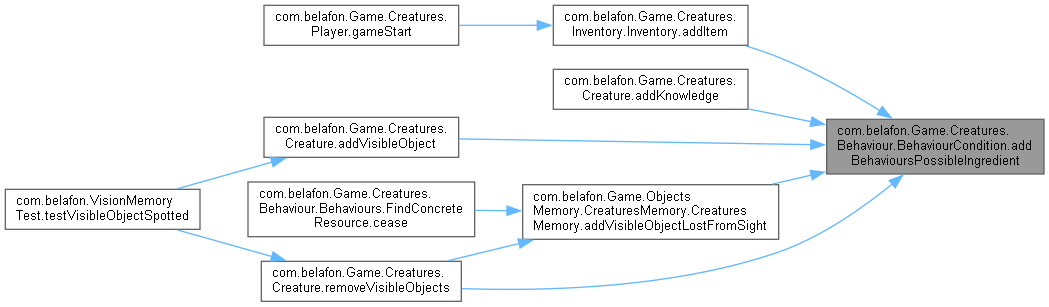 com.belafon.Game.Creatures.
Player.gameStart
com.belafon.Game.Creatures.
Inventory.Inventory.addItem
com.belafon.Game.Creatures.
Creature.addKnowledge
com.belafon.Game.Creatures.
Creature.addVisibleObject
com.belafon.Game.Creatures.
Behaviour.BehaviourCondition.add
BehavioursPossibleIngredient
com.belafon.VisionMemory
Test.testVisibleObjectSpotted
com.belafon.Game.Creatures.
Behaviour.Behaviours.FindConcrete
Resource.cease
com.belafon.Game.Objects
Memory.CreaturesMemory.Creatures
Memory.addVisibleObjectLostFromSight
com.belafon.Game.Creatures.
Creature.removeVisibleObjects